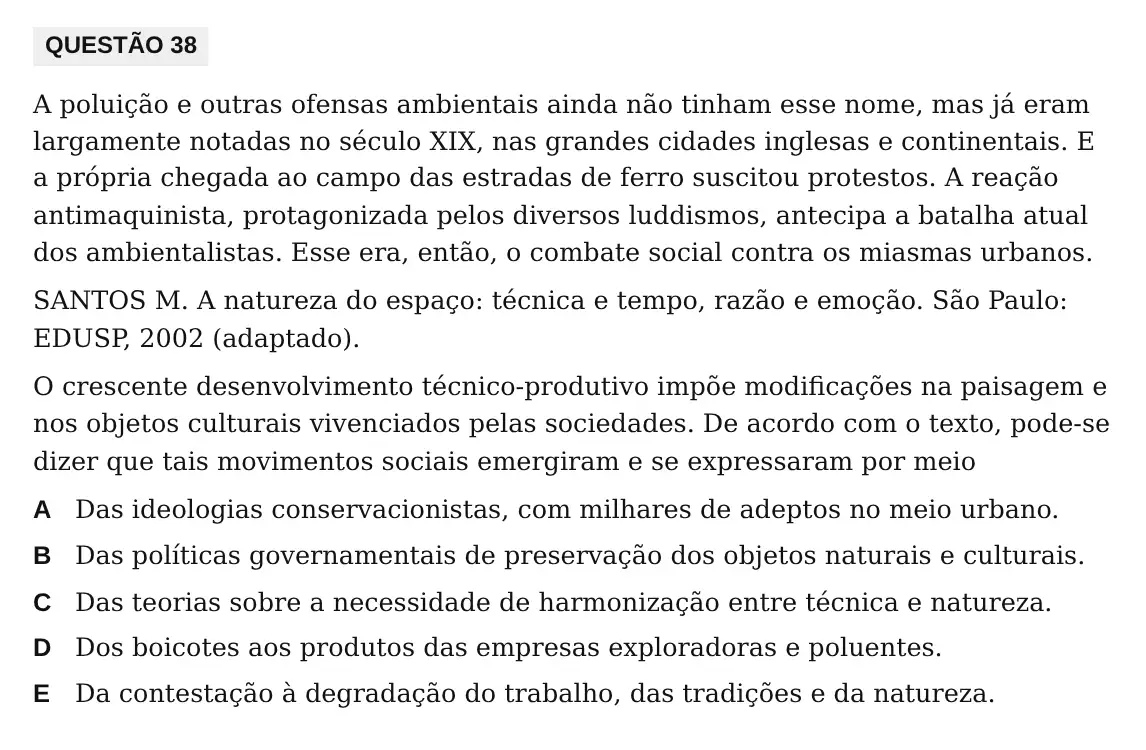 QUESTÃO 38
A poluição e outras ofensas ambientais ainda não tinham esse nome, mas já eram
largamente notadas no século XIX, nas grandes cidades inglesas e continentais. E
a própria chegada ao campo das estradas de ferro suscitou protestos. A reação
antimaquinista, protagonizada pelos diversos luddismos, antecipa a batalha atual
dos ambientalistas. Esse era, então, o combate social contra os miasmas urbanos.
SANTOS M. A natureza do espaço: técnica e tempo, razão e emoção. São Paulo:
EDUSP, 2002 (adaptado).
O crescente desenvolvimento técnico-produtivo impõe modificações na paisagem e
nos objetos culturais vivenciados pelas sociedades. De acordo com o texto, pode-se
dizer que tais movimentos sociais emergiram e se expressaram por meio
A Das ideologias conservacionistas, com milhares de adeptos no meio urbano.
B Das políticas governamentais de preservação dos objetos naturais e culturais.
C Das teorias sobre a necessidade de harmonização entre técnica e natureza.
D Dos boicotes aos produtos das empresas exploradoras e poluentes.
E Da contestação à degradação do trabalho, das tradições e da natureza.